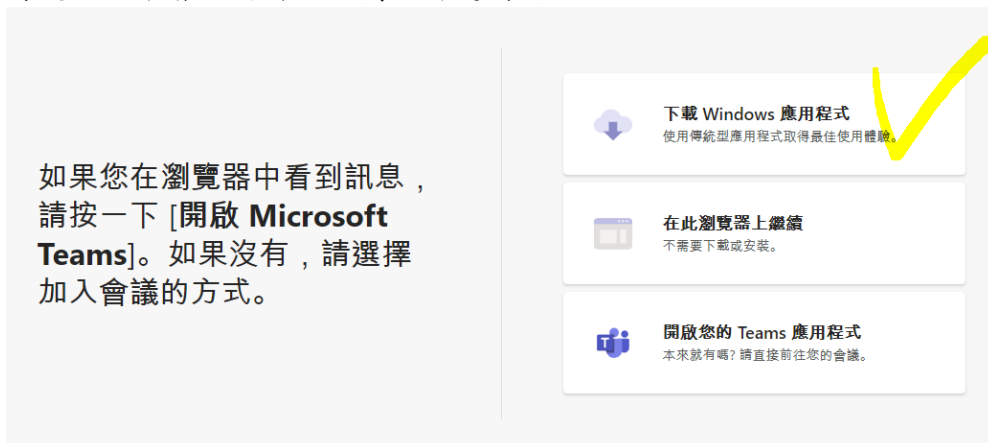 如果您在瀏覽器中看到訊息，
請按一下 [開啟 Microsoft
Teams]。如果沒有，請選擇
加入會議的方式。
下載 Windows 應用程式
使用傳統型應用程式取得最佳使用體驗。
在此瀏覽器上繼續
不需要下載或安裝。
開啟您的 Teams 應用程式
本來就有嗎? 請直接前往您的會議。